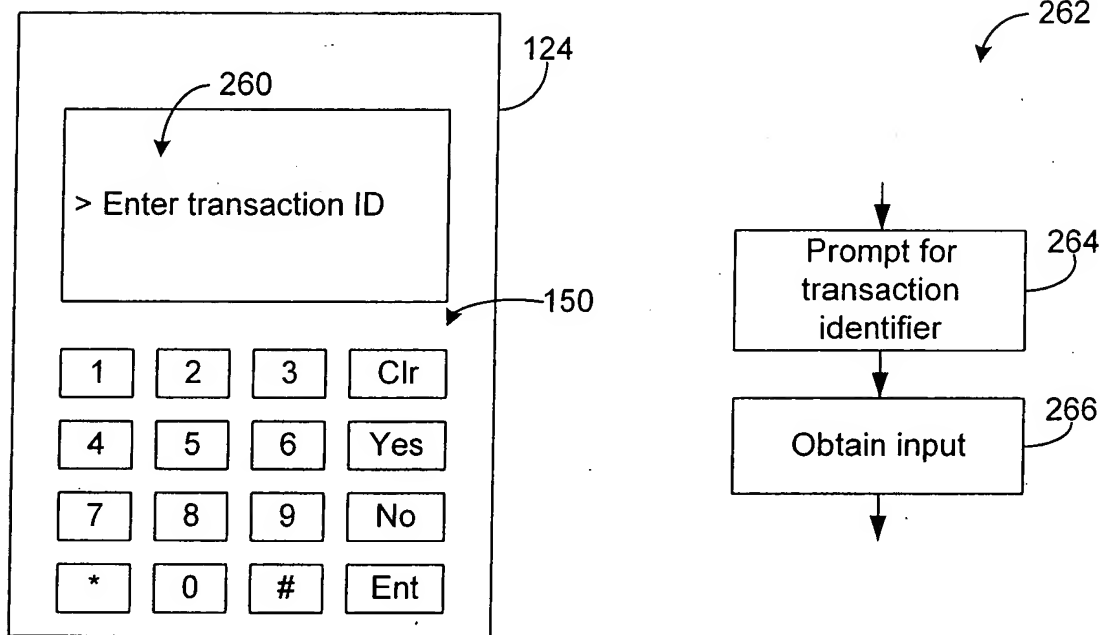 262
124
260
> Enter transaction ID
150
264
Prompt for
transaction
identifier
1 2 3 Clr
266
4 5 6 Yes
Obtain input
7 8 9 No
* 0 # Ent